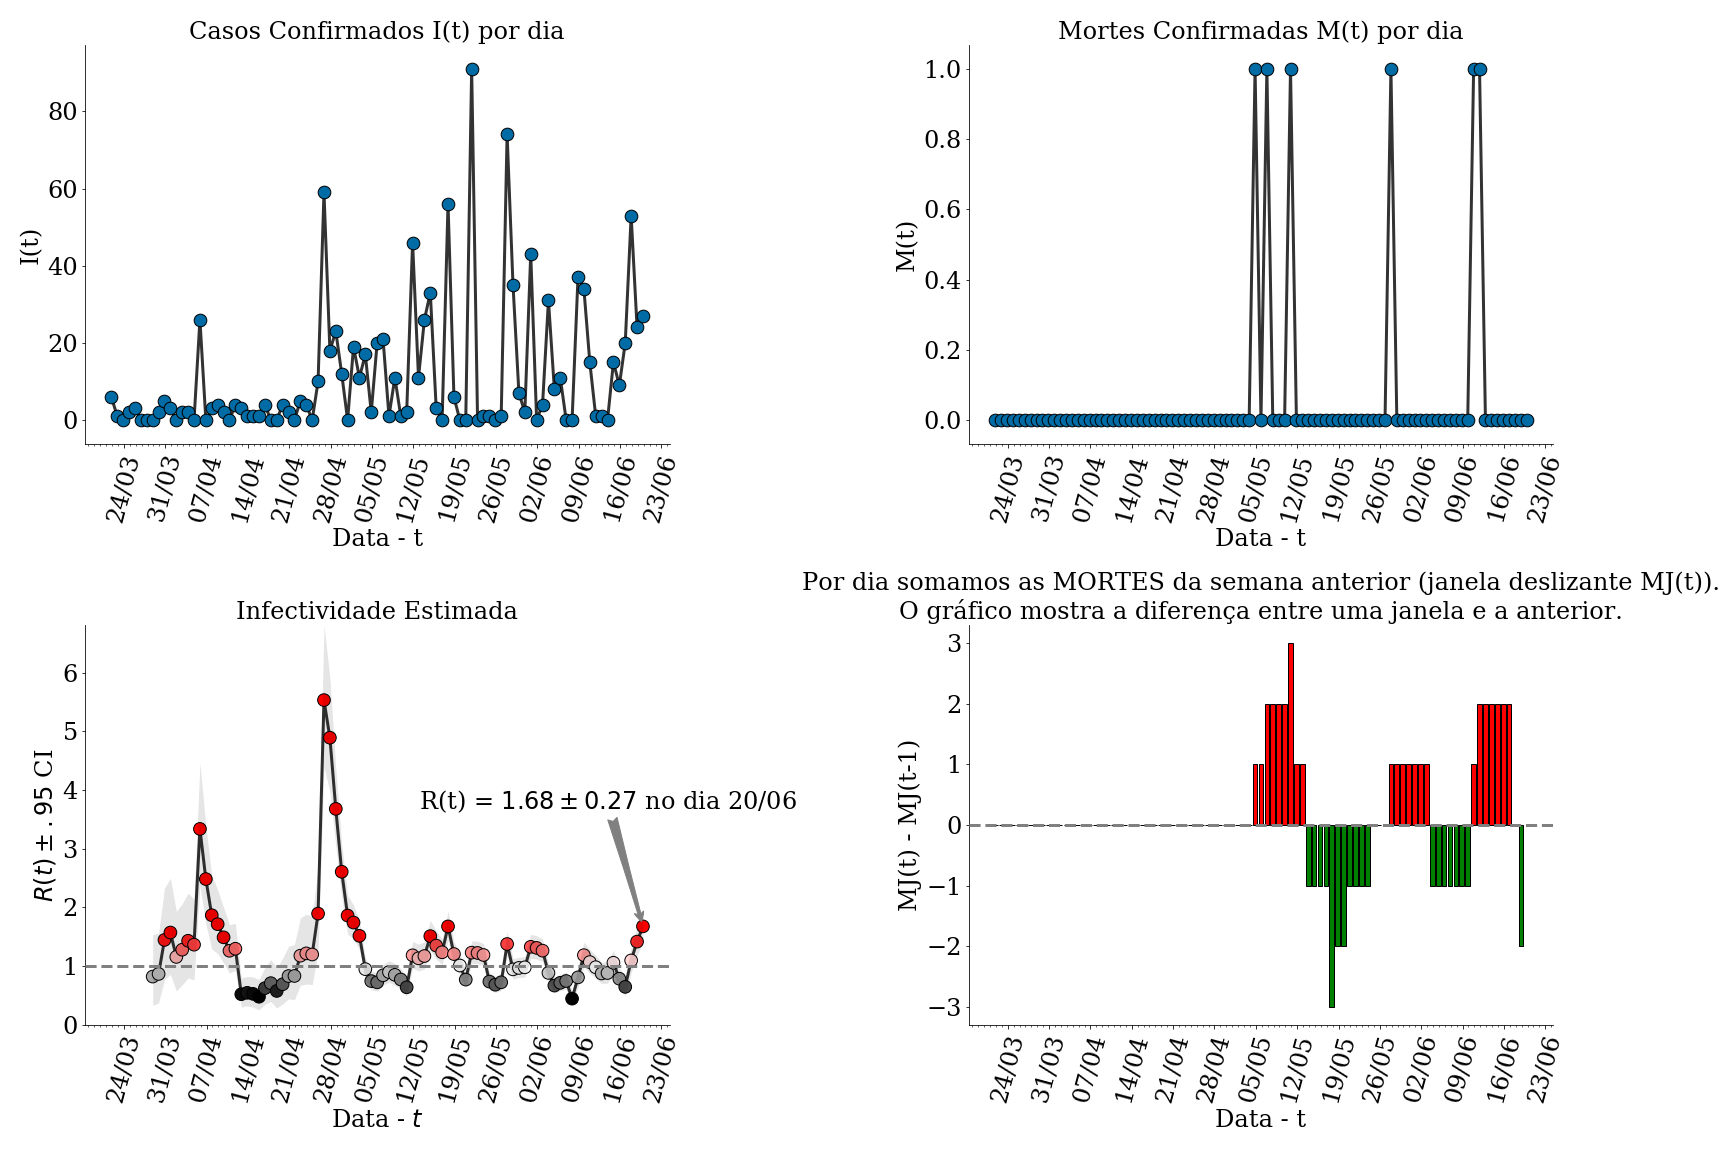 Casos Confirmados I(t) por dia
80
60
40
20
0
I(t)
24/03 31/03 07/04 14/04 21/04 28/04 05/05 12/05 19/05 26/05 02/06 09/06 16/06 23/06
Data - t
Mortes Confirmadas M(t) por dia
1.0
0.8
0.6
0.4
0.2
0.0
M(t)
24/03 31/03 07/04 14/04 21/04 28/04 05/05 12/05 19/05 26/05 02/06 09/06 16/06 23/06
Data - t
Infectividade Estimada
6
5
4
3
2
1
0
R(t) ± .95 CI
R(t) = 1.68 ± 0.27 no dia 20/06
24/03 31/03 07/04 14/04 21/04 28/04 05/05 12/05 19/05 26/05 02/06 09/06 16/06 23/06
Data - t
Por dia somamos as MORTES da semana anterior (janela deslizante MJ(t)).
O gráfico mostra a diferença entre uma janela e a anterior.
3
2
1
0
−1
−2
−3
MJ(t) - MJ(t-1)
24/03 31/03 07/04 14/04 21/04 28/04 05/05 12/05 19/05 26/05 02/06 09/06 16/06 23/06
Data - t